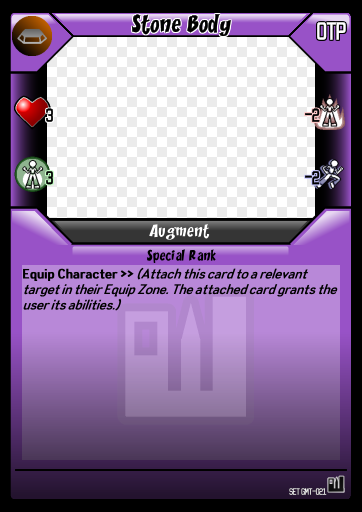 Stone Body
OTP
3
-2
3
-2
Augment
Special Rank
Equip Character >> (Attach this card to a relevant
target in their Equip Zone. The attached card grants the
user its abilities.)
SET GMT-021